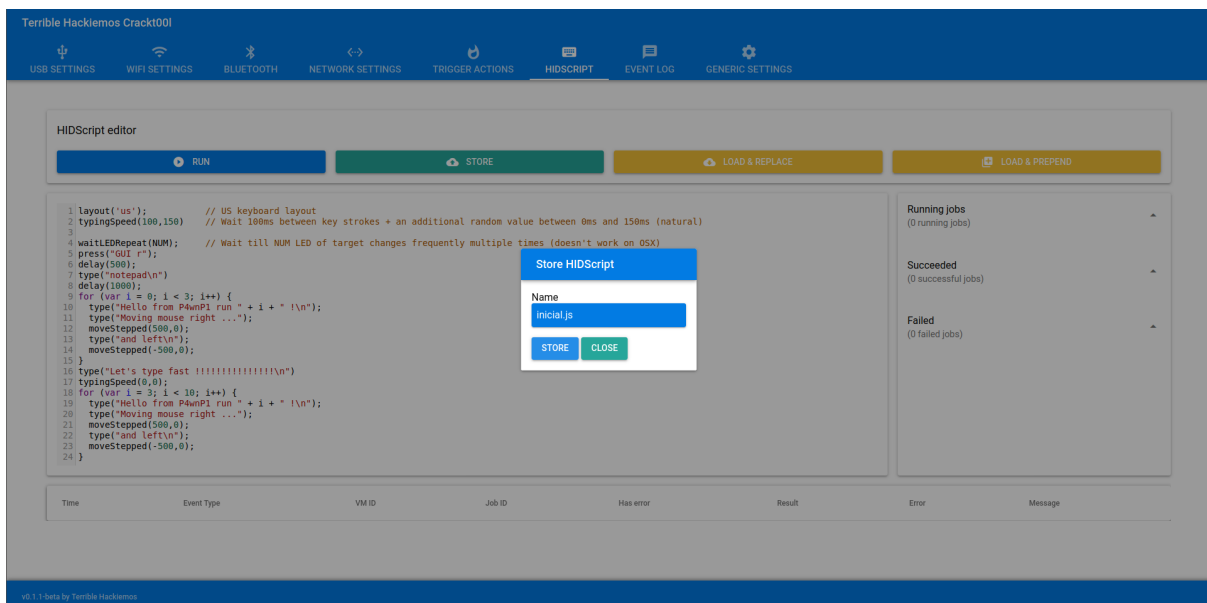 Terrible Hackiemos Crackt00l
USB SETTINGS
WIFI SETTINGS
BLUETOOTH
NETWORK SETTINGS
TRIGGER ACTIONS
HIDSCRIPT
EVENT LOG
GENERIC SETTINGS
HIDScript editor
RUN
STORE
LOAD & REPLACE
LOAD & PREPEND
1 layout('us');          // US keyboard layout
2 typingSpeed(100,150)   // Wait 100ms between key strokes + an additional random value between 0ms and 150ms (natural)
3
4 waitLEDRepeat(NUM);    // Wait till NUM LED of target changes frequently multiple times (doesn't work on OSX)
5 press("GUI r");
6 delay(500);
7 type("notepad\n")
8 delay(1000);
9 for (var i = 0; i < 3; i++) {
10   type("Hello from P4wnP1 run " + i + " !\n");
11   type("Moving mouse right ...");
12   moveStepped(500,0);
13   type("and left\n");
14   moveStepped(-500,0);
15 }
16 type("Let's type fast !!!!!!!!!!!!!!!\n")
17 typingSpeed(0,0);
18 for (var i = 3; i < 10; i++) {
19   type("Hello from P4wnP1 run " + i + " !\n");
20   type("Moving mouse right ...");
21   moveStepped(500,0);
22   type("and left\n");
23   moveStepped(-500,0);
24 }
Store HIDScript
Name
inicial.js
STORE
CLOSE
Running jobs
(0 running jobs)
Succeeded
(0 successful jobs)
Failed
(0 failed jobs)
Time
Event Type
VM ID
Job ID
Has error
Result
Error
Message
v0.1.1-beta by Terrible Hackiemos